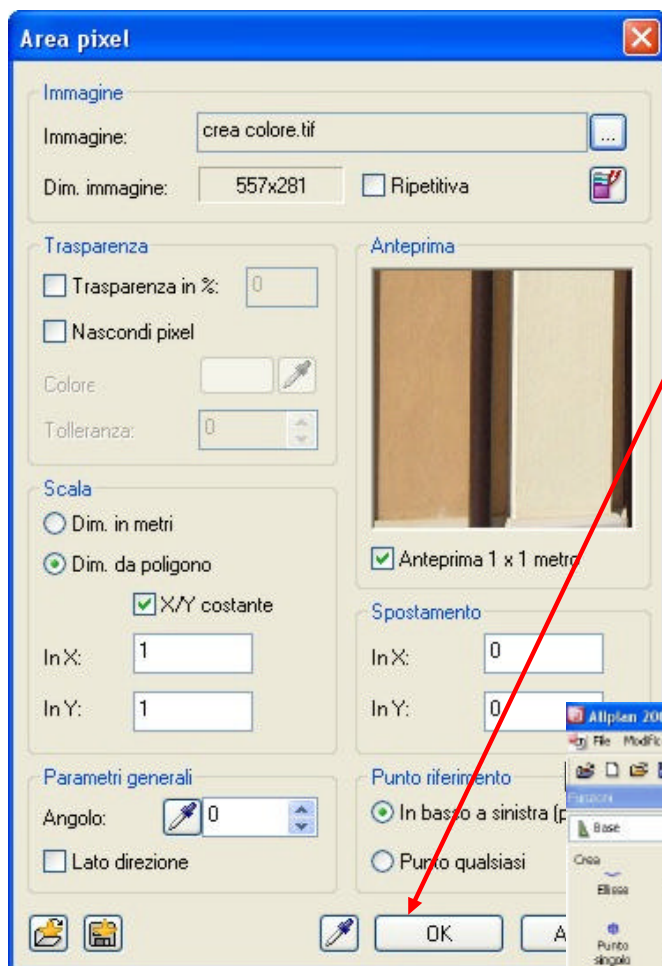 Area pixel
Immagine
Immagine: crea colore.tif ...
Dim. immagine: 557x281 Ripetitiva
Trasparenza
Trasparenza in %: 0
Nascondi pixel
Colore
Tolleranza: 0
Anteprima
Anteprima 1 x 1 metro
Scala
Dim. in metri
Dim. da poligono
X/Y costante
In X: 1
In Y: 1
Spostamento
In X: 0
In Y: 0
Parametri generali
Angolo: 0
Lato direzione
Punto riferimento
In basso a sinistra (p
Punto qualsiasi
OK
A
Allplan 200
File Modific
Funzioni
Base
Crea
Ellisse
Punto
singolo